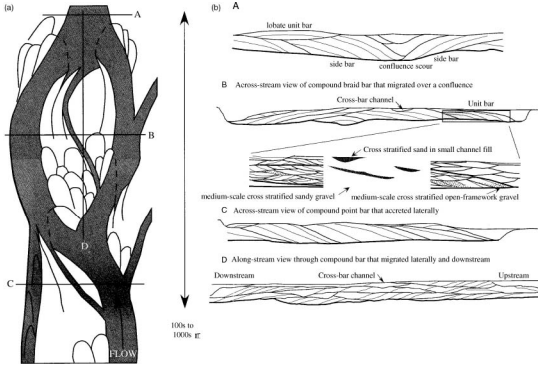 (a)
A
B
D
C
FLOW
100s to
1000s m
(b)
A
lobate unit bar
side bar
side bar
confluence scour
B Across-stream view of compound braid bar that migrated over a confluence
Cross-bar channel
Unit bar
Cross stratified sand in small channel fill
medium-scale cross stratified sandy gravel
medium-scale cross stratified open-framework gravel
C Across-stream view of compound point bar that accreted laterally
D Along-stream view through compound bar that migrated laterally and downstream
Downstream
Cross-bar channel
Upstream